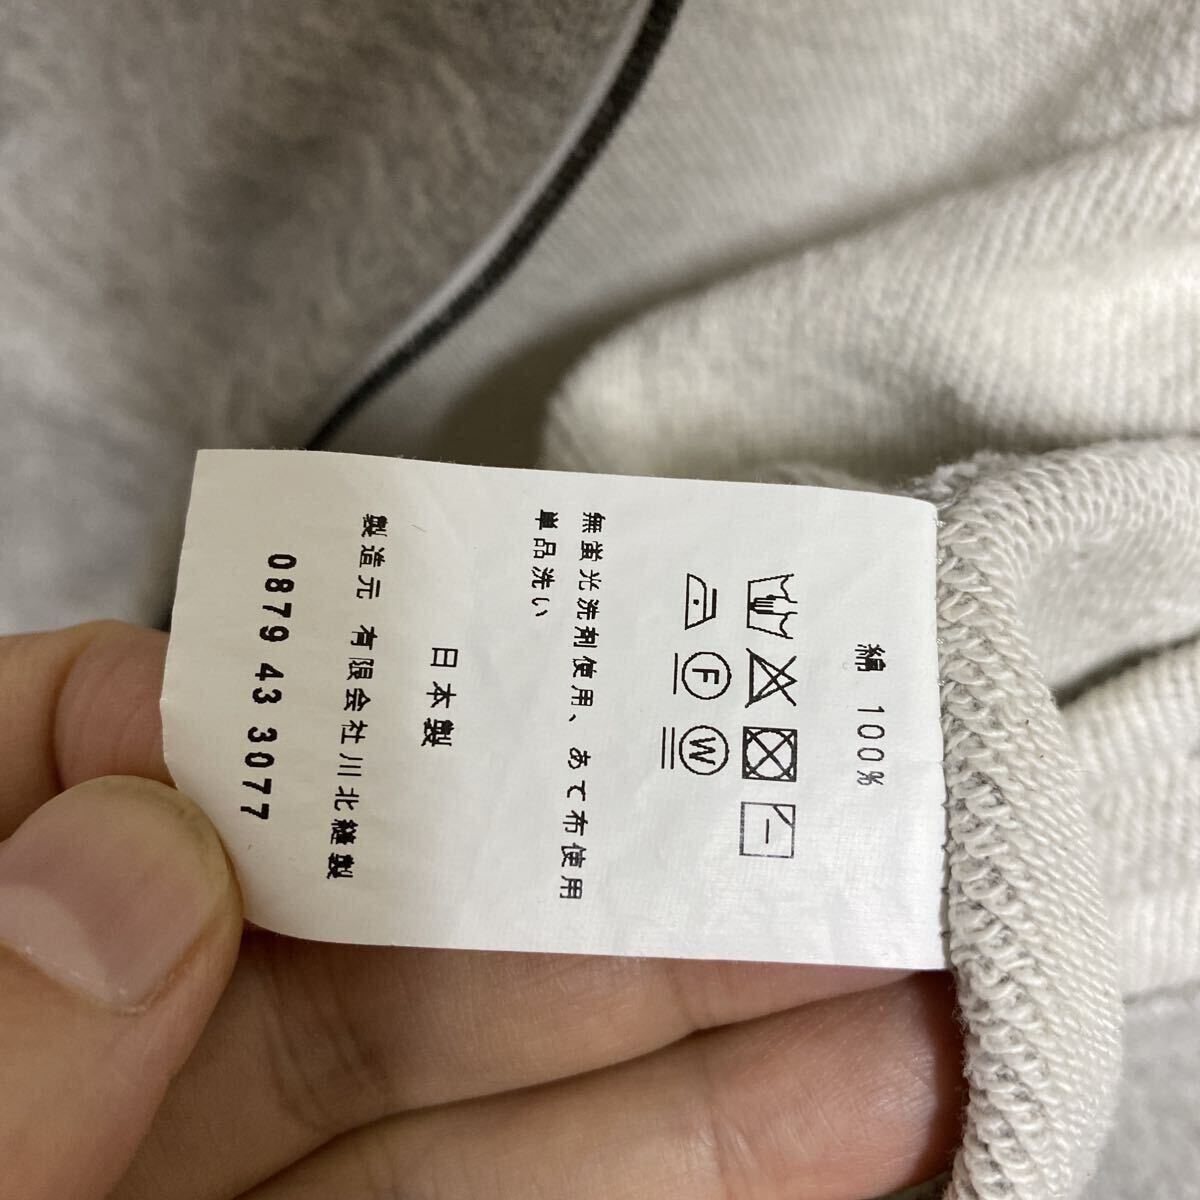 綿 100%
F
W
無蛍光洗剤使用、あて布使用
単品洗い
日本製
製造元 有限会社川北縫製
0879 43 3077